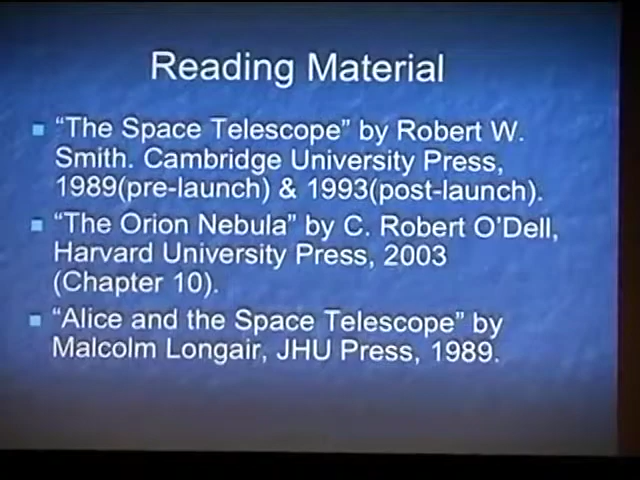 Reading Material
"The Space Telescope" by Robert W.
Smith. Cambridge University Press,
1989(pre-launch) & 1993(post-launch).
"The Orion Nebula" by C. Robert O'Dell,
Harvard University Press, 2003
(Chapter 10).
"Alice and the Space Telescope" by
Malcolm Longair, JHU Press, 1989.